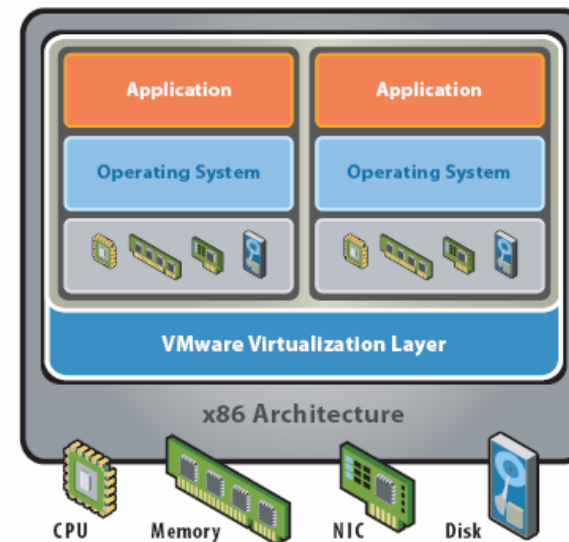 Application
Application
Operating System
Operating System
VMware Virtualization Layer
x86 Architecture
CPU
Memory
NIC
Disk